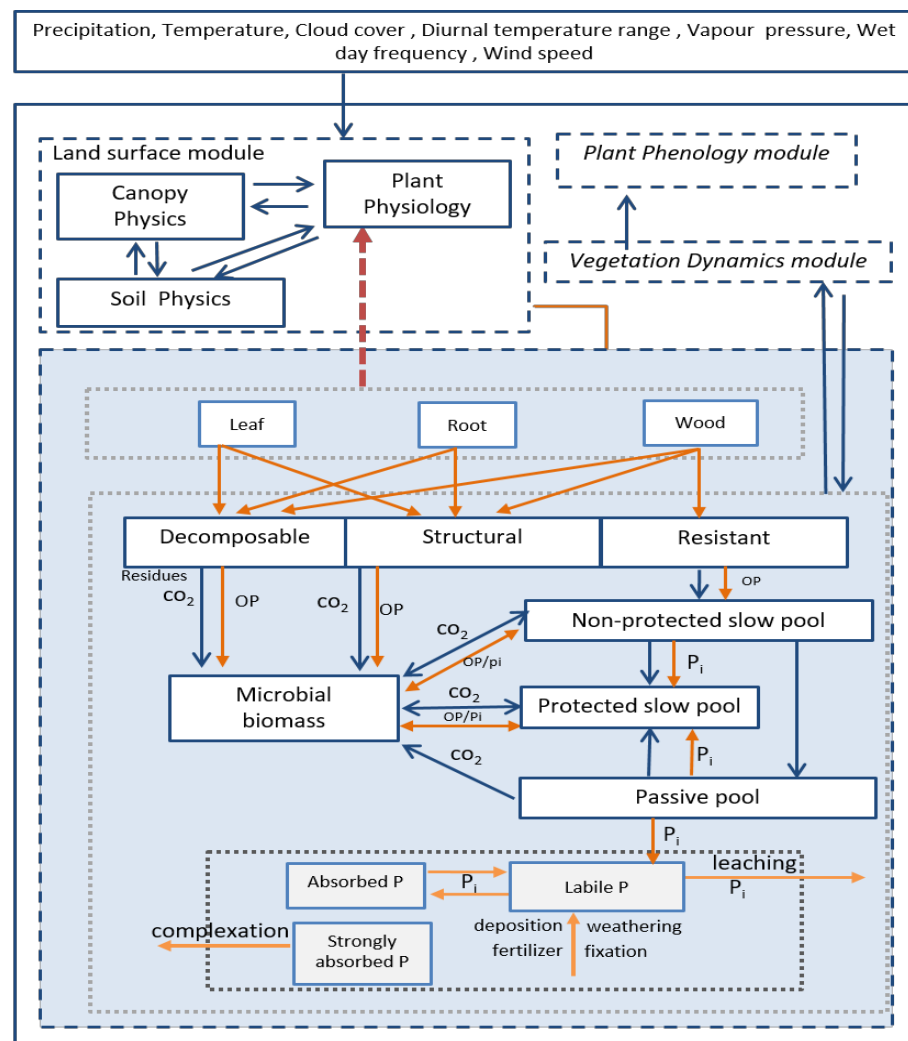 Precipitation, Temperature, Cloud cover , Diurnal temperature range , Vapour pressure, Wet
day frequency , Wind speed
Land surface module
Canopy
Physics
Plant
Physiology
Soil Physics
Plant Phenology module
Vegetation Dynamics module
Leaf
Root
Wood
Decomposable
Structural
Resistant
Residues
CO2
OP
CO2
OP
OP
Non-protected slow pool
CO2
OP/pi
Pi
Microbial
biomass
CO2
OP/Pi
Protected slow pool
CO2
Pi
Passive pool
Pi
Absorbed P
Pi
Labile P
leaching
Pi
complexation
Strongly
absorbed P
deposition
fertilizer
weathering
fixation